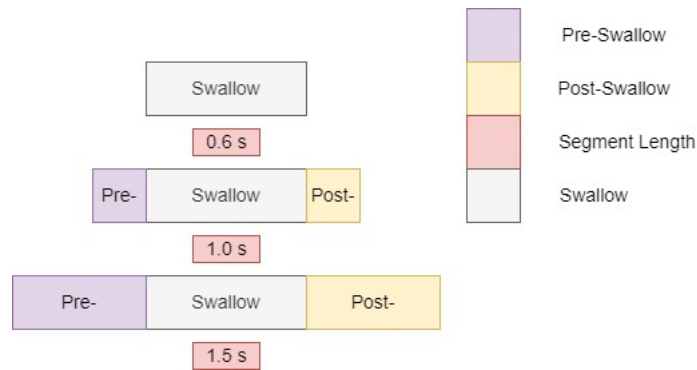 Swallow
0.6 s
Pre-
Swallow
Post-
1.0 s
Pre-
Swallow
Post-
1.5 s
Pre-Swallow
Post-Swallow
Segment Length
Swallow